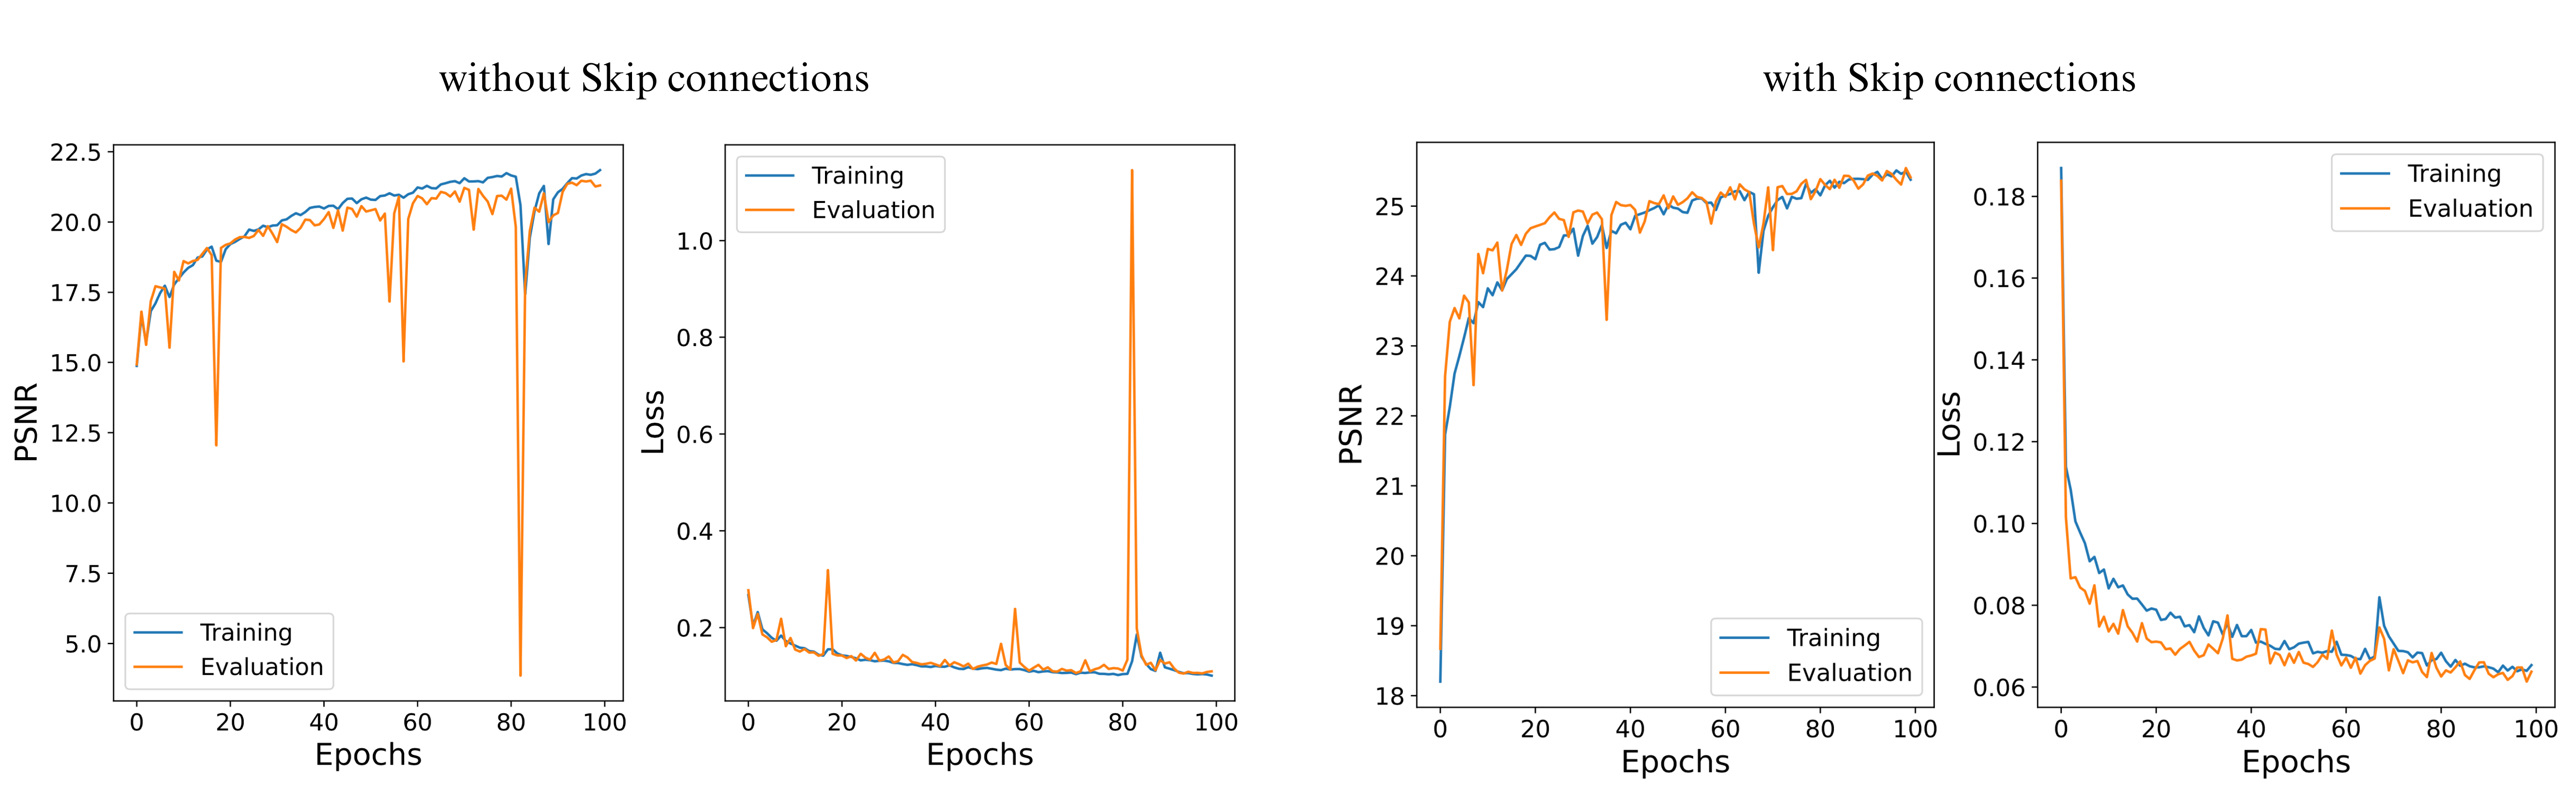 without Skip connections
with Skip connections
PSNR
22.5
20.0
17.5
15.0
12.5
10.0
7.5
5.0
Training
Evaluation
0 20 40 60 80 100
Epochs
Loss
1.0
0.8
0.6
0.4
0.2
Training
Evaluation
0 20 40 60 80 100
Epochs
PSNR
25
24
23
22
21
20
19
18
Training
Evaluation
0 20 40 60 80 100
Epochs
Loss
0.18
0.16
0.14
0.12
0.10
0.08
0.06
Training
Evaluation
0 20 40 60 80 100
Epochs